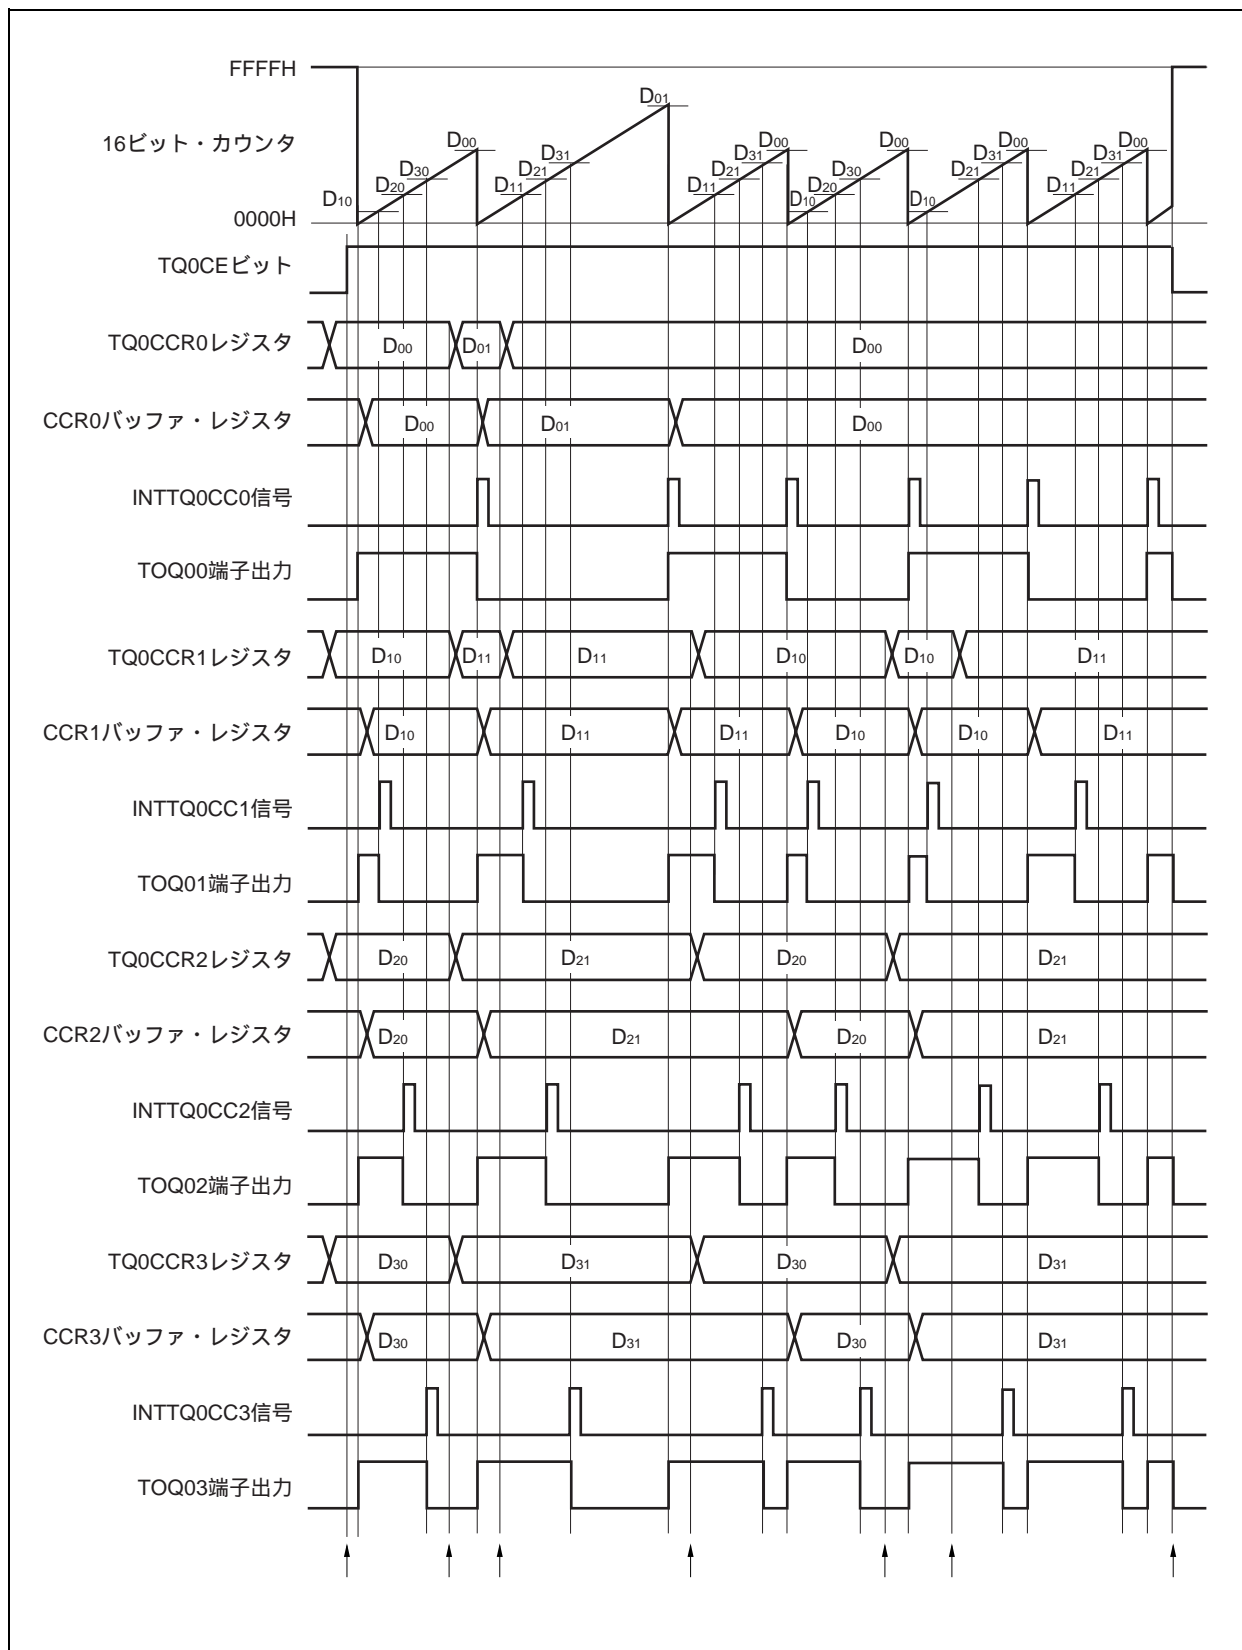 FFFFH
D01
16ビット・カウンタ
D00 D00 D00 D00 D00
D30 D31 D31 D30 D31 D31
D20 D21 D21 D20 D21 D21
D10 D11 D11 D10 D10 D11
0000H
TQ0CEビット
TQ0CCR0レジスタ D00 D01 D00
CCR0バッファ・レジスタ D00 D01 D00
INTTQ0CC0信号
TOQ00端子出力
TQ0CCR1レジスタ D10 D11 D11 D10 D10 D11
CCR1バッファ・レジスタ D10 D11 D11 D10 D10 D11
INTTQ0CC1信号
TOQ01端子出力
TQ0CCR2レジスタ D20 D21 D20 D21
CCR2バッファ・レジスタ D20 D21 D20 D21
INTTQ0CC2信号
TOQ02端子出力
TQ0CCR3レジスタ D30 D31 D30 D31
CCR3バッファ・レジスタ D30 D31 D30 D31
INTTQ0CC3信号
TOQ03端子出力